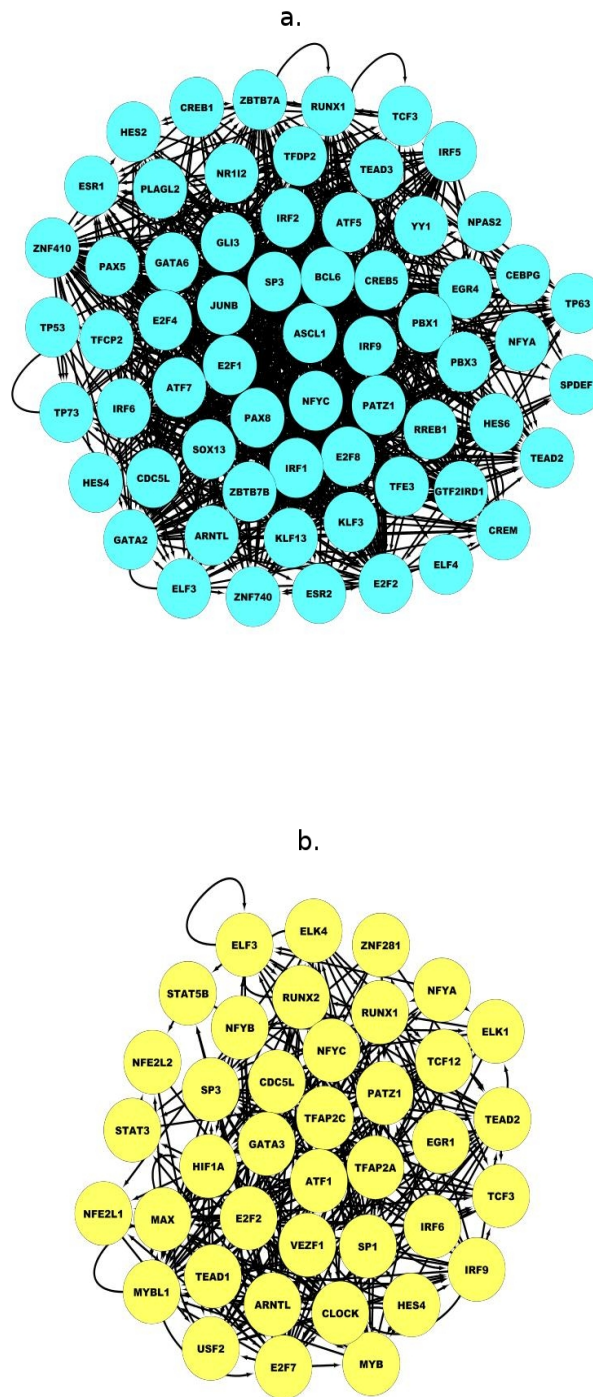 a.
ZBTB7A
RUNX1
CREB1
TCF3
HES2
IRF5
TFDP2
TEAD3
NR1I2
ESR1
PLAGL2
IRF2
ATF5
YY1
NPAS2
ZNF410
GLI3
PAX5
GATA6
SP3
BCL6
CREB5
EGR4
CEBPG
TP63
JUNB
TP53
TFCP2
E2F4
ASCL1
PBX1
IRF9
NFYA
PBX3
E2F1
SPDEF
ATF7
NFYC
PATZ1
TP73
IRF6
PAX8
RREB1
HES6
SOX13
E2F8
TEAD2
HES4
CDC5L
IRF1
ZBTB7B
TFE3
GTF2IRD1
KLF3
CREM
GATA2
ARNTL
KLF13
ELF4
ELF3
ZNF740
ESR2
E2F2
b.
ELK4
ELF3
ZNF281
STAT5B
RUNX2
NFYA
RUNX1
NFYB
ELK1
NFYC
NFE2L2
TCF12
SP3
CDC5L
PATZ1
TFAP2C
TEAD2
STAT3
GATA3
EGR1
HIF1A
TFAP2A
ATF1
TCF3
NFE2L1
MAX
E2F2
IRF6
VEZF1
SP1
IRF9
TEAD1
MYBL1
ARNTL
CLOCK
HES4
USF2
E2F7
MYB